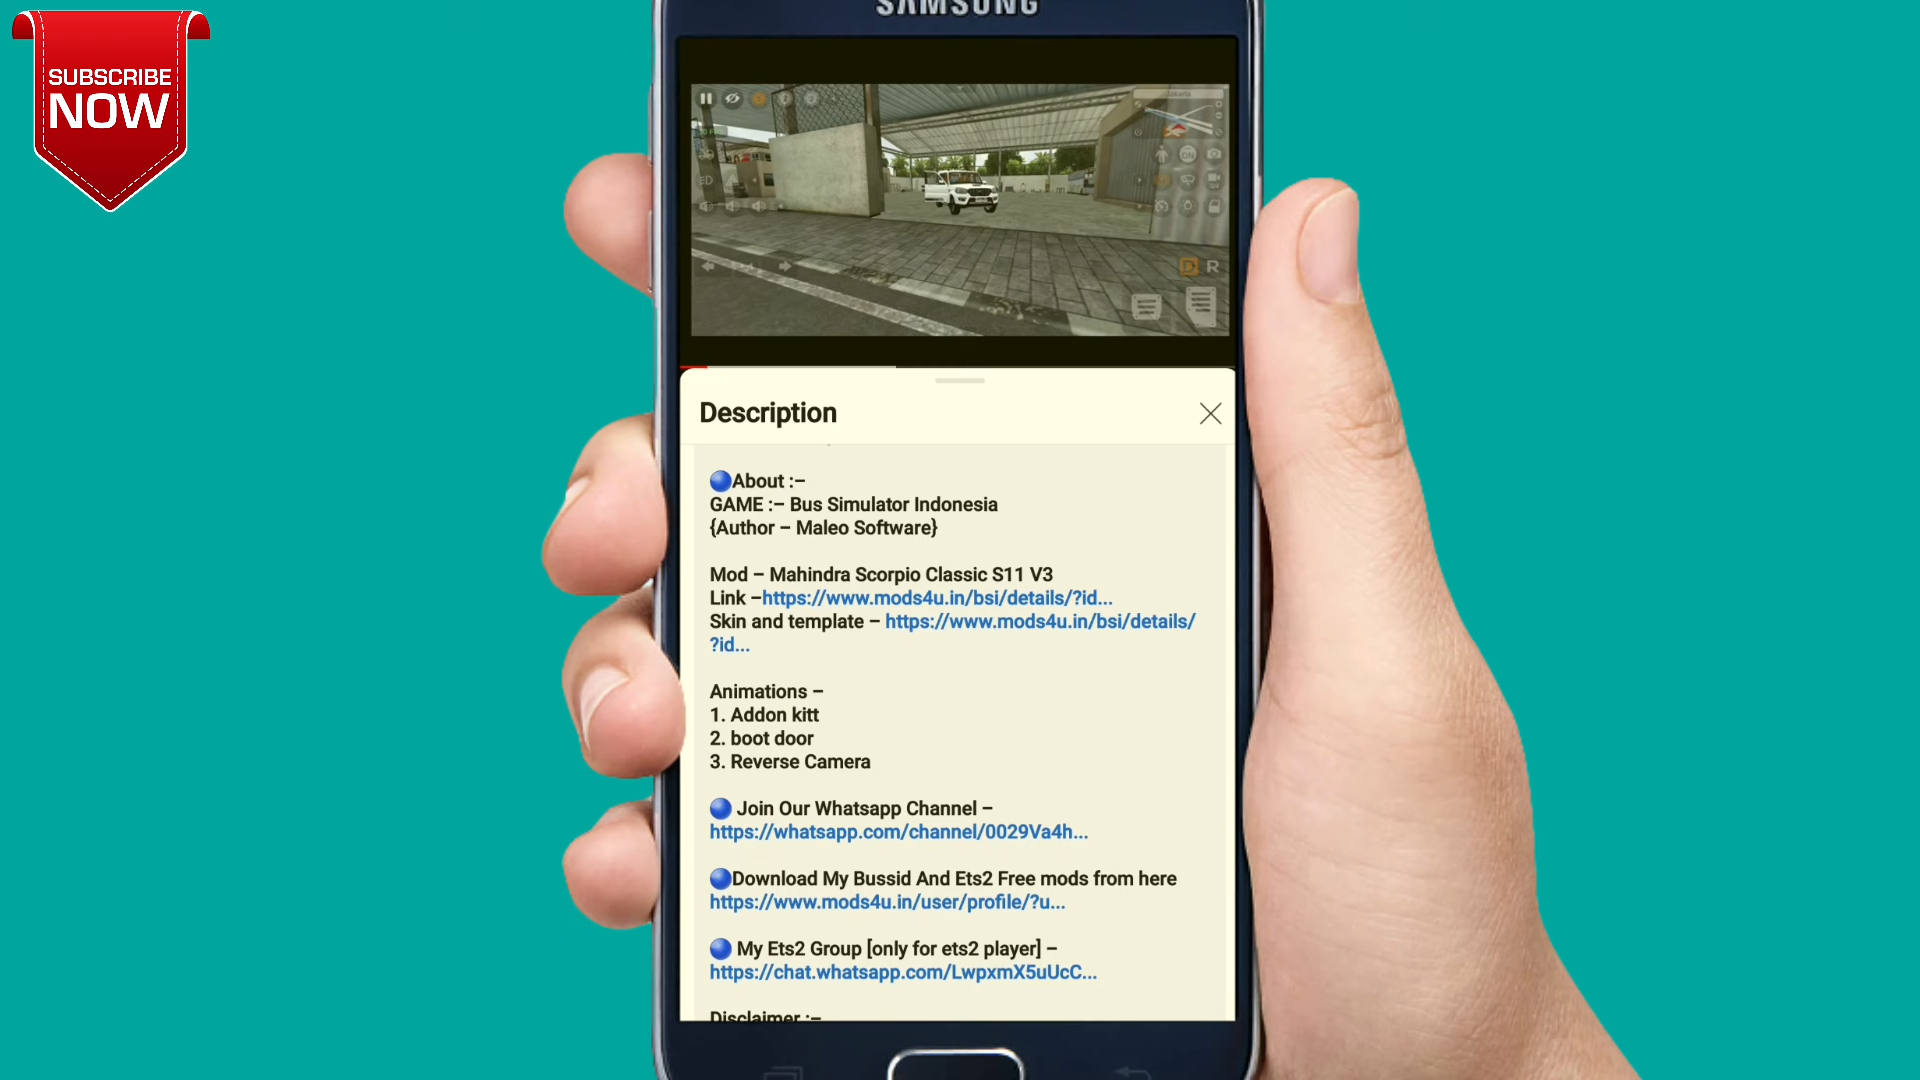 SAMSUNG
SUBSCRIBE
NOW
D R
Description
About :–
GAME :– Bus Simulator Indonesia
{Author – Maleo Software}
Mod – Mahindra Scorpio Classic S11 V3
Link –https://www.mods4u.in/bsi/details/?id...
Skin and template – https://www.mods4u.in/bsi/details/
?id...
Animations –
1. Addon kitt
2. boot door
3. Reverse Camera
Join Our Whatsapp Channel –
https://whatsapp.com/channel/0029Va4h...
Download My Bussid And Ets2 Free mods from here
https://www.mods4u.in/user/profile/?u...
My Ets2 Group [only for ets2 player] –
https://chat.whatsapp.com/LwpxmX5uUcC...
Disclaimer :–